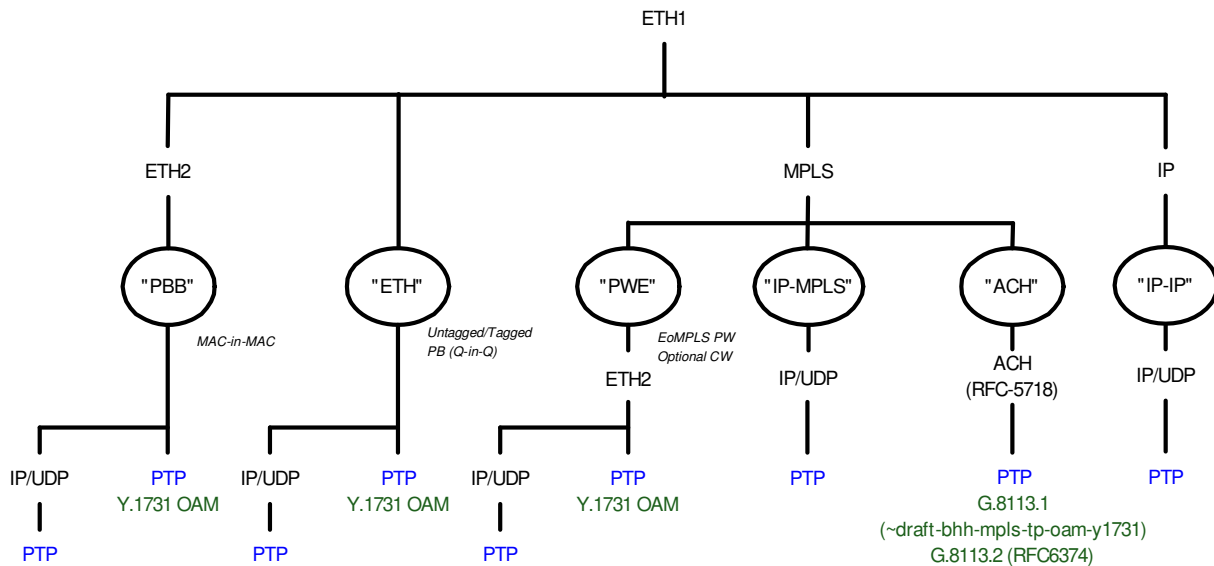 ETH1
ETH2
MPLS
IP
"PBB"
"ETH"
"PWE"
"IP-MPLS"
"ACH"
"IP-IP"
MAC-in-MAC
Untagged/Tagged
PB (Q-in-Q)
EoMPLS PW
Optional CW
ETH2
IP/UDP
ACH
(RFC-5718)
IP/UDP
IP/UDP
PTP
Y.1731 OAM
IP/UDP
PTP
Y.1731 OAM
IP/UDP
PTP
Y.1731 OAM
PTP
PTP
G.8113.1
(~draft-bhh-mpls-tp-oam-y1731)
G.8113.2 (RFC6374)
PTP
PTP
PTP
PTP